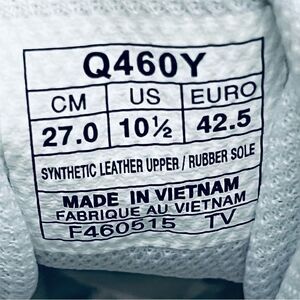 Q460Y
CM US EURO
27.0 10½ 42.5
SYNTHETIC LEATHER UPPER / RUBBER SOLE
MADE IN VIETNAM
FABRIQUE AU VIETNAM
F460515 TV